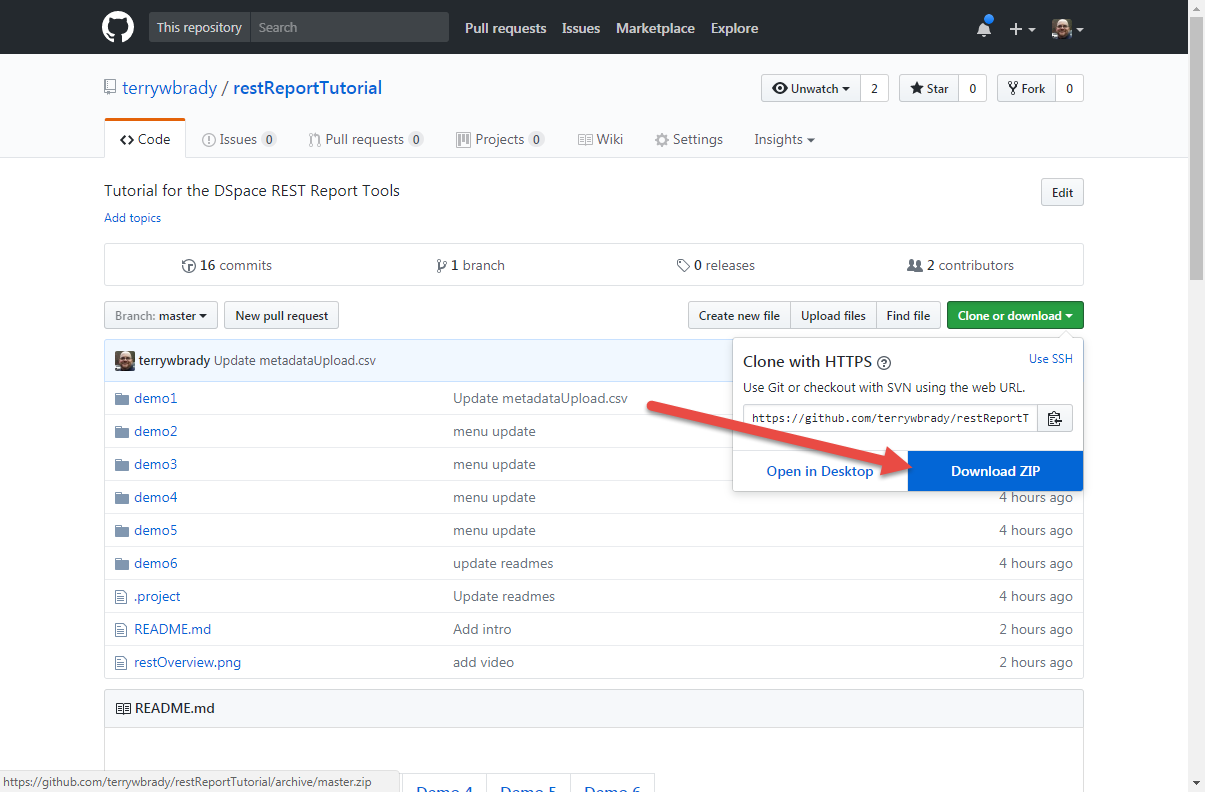 This repository Search Pull requests Issues Marketplace Explore
terrywbrady / restReportTutorial Unwatch 2 Star 0 Fork 0
Code Issues 0 Pull requests 0 Projects 0 Wiki Settings Insights
Tutorial for the DSpace REST Report Tools Edit
Add topics
16 commits 1 branch 0 releases 2 contributors
Branch: master New pull request Create new file Upload files Find file Clone or download
terrywbrady Update metadataUpload.csv
Clone with HTTPS Use SSH
Use Git or checkout with SVN using the web URL.
https://github.com/terrywbrady/restReportT
Open in Desktop Download ZIP
demo1 Update metadataUpload.csv
demo2 menu update
demo3 menu update
demo4 menu update 4 hours ago
demo5 menu update 4 hours ago
demo6 update readmes 4 hours ago
.project Update readmes 4 hours ago
README.md Add intro 2 hours ago
restOverview.png add video 2 hours ago
README.md
https://github.com/terrywbrady/restReportTutorial/archive/master.zip
Demo 4 Demo 5 Demo 6